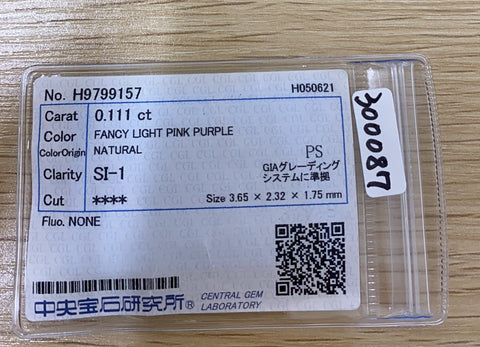 No. H9799157 H050621
Carat 0.111 ct
Color FANCY LIGHT PINK PURPLE
ColorOrigin NATURAL PS
Clarity SI-1 GIAグレーディング
システムに準拠
Cut **** Size 3.65 × 2.32 × 1.75 mm
Fluo. NONE
中央宝石研究所® CENTRAL GEM
LABORATORY
300087